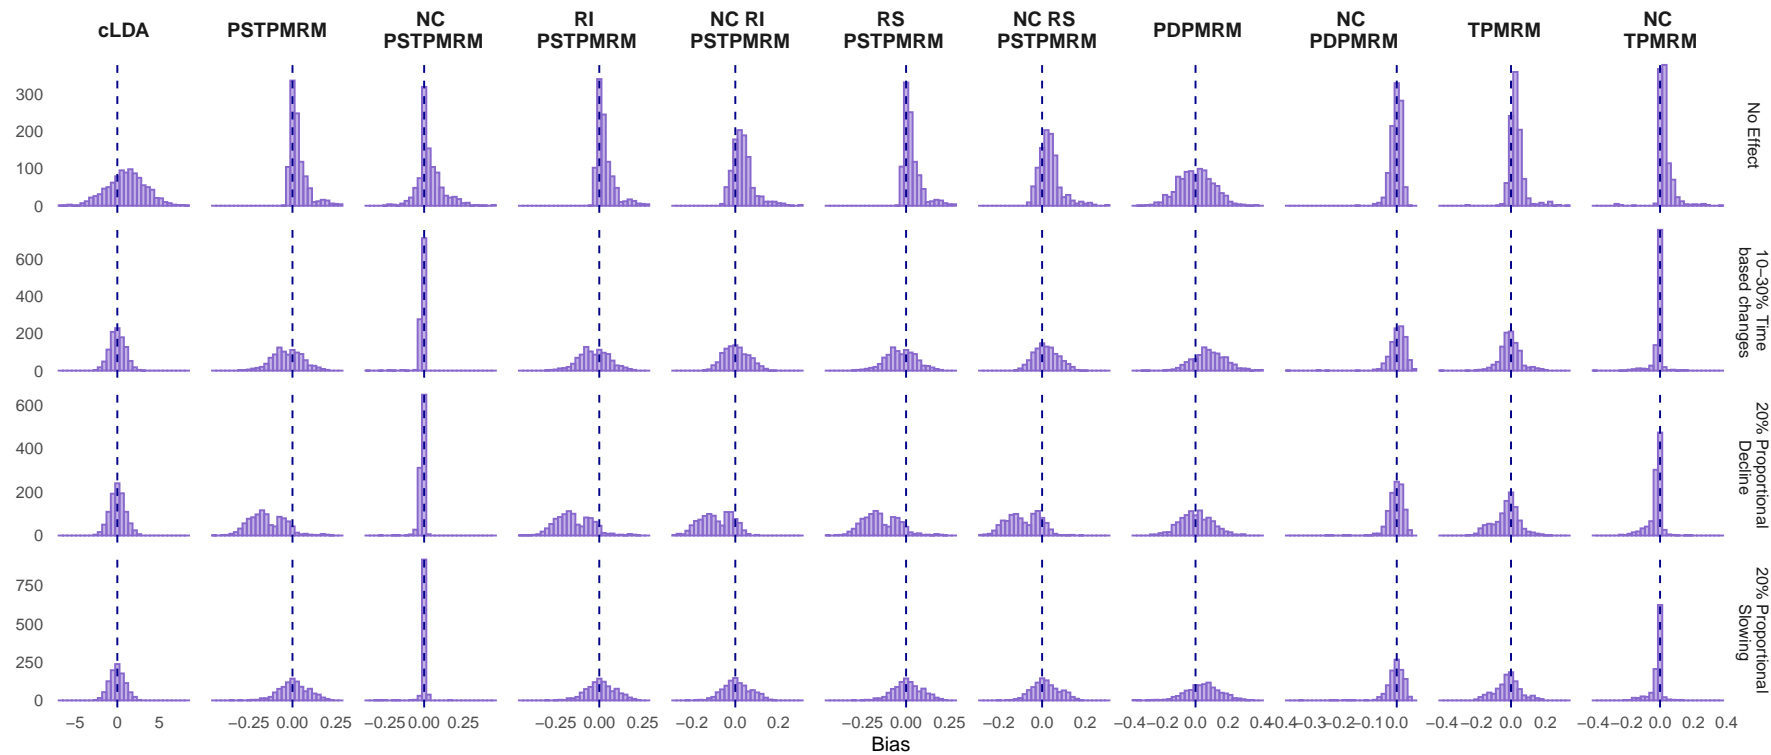 cLDA
PSTPMRM
NC
PSTPMRM
RI
PSTPMRM
NC RI
PSTPMRM
RS
PSTPMRM
NC RS
PSTPMRM
PDPMRM
NC
PDPMRM
TPMRM
NC
TPMRM
300
200
100
0
No Effect
600
400
200
0
10−30% Time
based changes
600
400
200
0
20% Proportional
Decline
750
500
250
0
20% Proportional
Slowing
−5 0 5
−0.25 0.00 0.25
−0.25 0.00 0.25
−0.25 0.00 0.25
−0.2 0.0 0.2
−0.25 0.00 0.25
−0.2 0.0 0.2
−0.4 −0.2 0.0 0.2 0.4
−0.4 −0.3 −0.2 −0.1 0.0
−0.4 −0.2 0.0 0.2
−0.4 −0.2 0.0 0.2 0.4
Bias